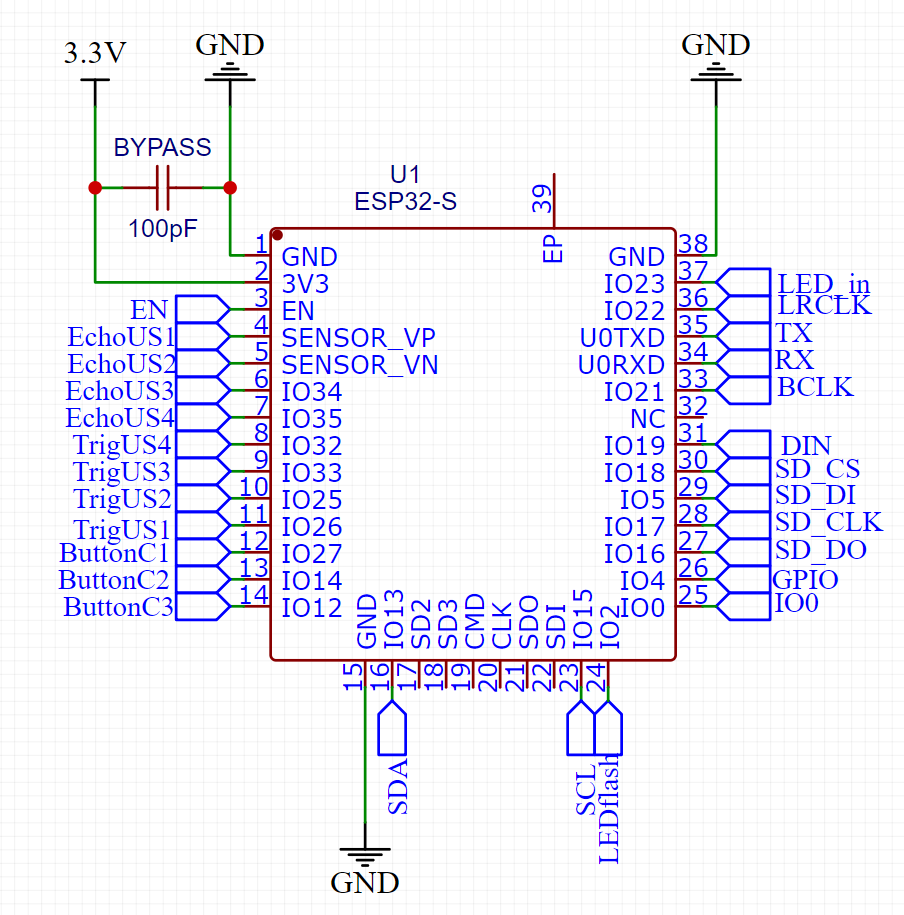 3.3V
GND
GND
BYPASS
100pF
U1
ESP32-S
39
EP
1 GND
2 3V3
EN 3 EN
EchoUS1 4 SENSOR_VP
EchoUS2 5 SENSOR_VN
EchoUS3 6 IO34
EchoUS4 7 IO35
TrigUS4 8 IO32
TrigUS3 9 IO33
TrigUS2 10 IO25
TrigUS1 11 IO26
ButtonC1 12 IO27
ButtonC2 13 IO14
ButtonC3 14 IO12
GND 38
IO23 37 LED_in
IO22 36 LRCLK
U0TXD 35 TX
U0RXD 34 RX
IO21 33 BCLK
NC 32
IO19 31 DIN
IO18 30 SD_CS
IO5 29 SD_DI
IO17 28 SD_CLK
IO16 27 SD_DO
IO4 26 GPIO
IO0 25 IO0
GND 15
IO13 16 SDA
SD2 17
SD3 18
CMD 19
CLK 20
SDO 21
SDI 22
IO15 23 SCL
IO2 24 LEDflash
GND